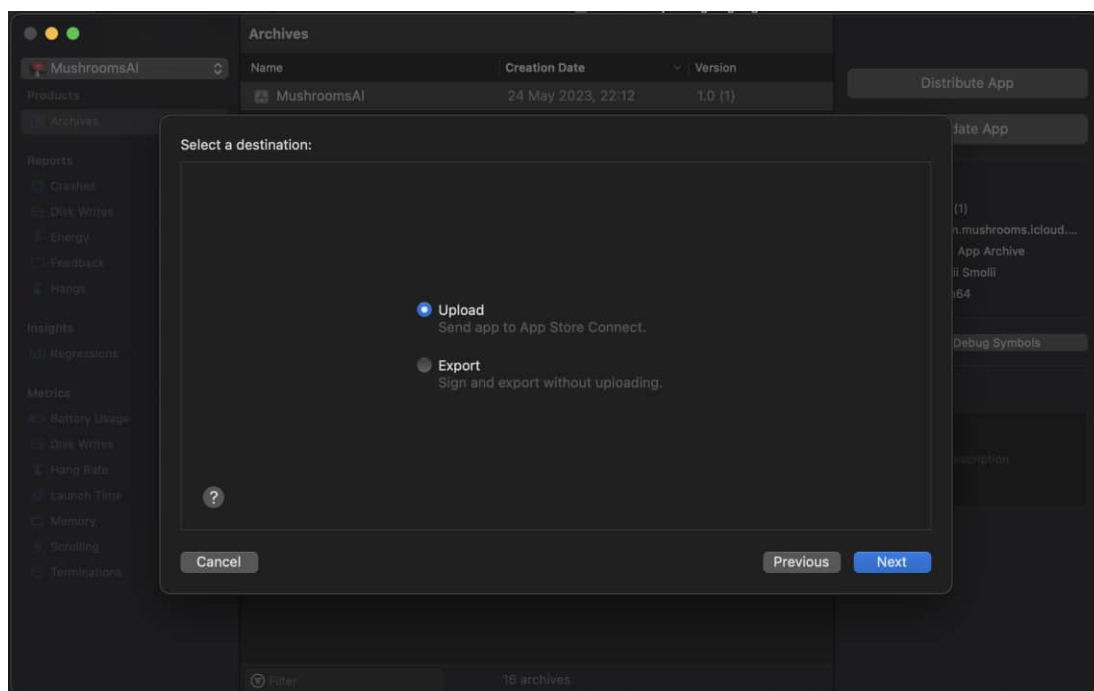 Archives
MushroomsAI
Name Creation Date Version
Distribute App
Products
MushroomsAI 24 May 2023, 22:12 1.0 (1)
Archives
date App
Select a destination:
Reports
Crashes
Disk Writes
(1)
Energy
n.mushrooms.icloud....
App Archive
Feedback
ii Smolii
Hangs
64
Upload
Send app to App Store Connect.
Insights
Debug Symbols
Regressions
Export
Sign and export without uploading.
Metrics
Battery Usage
Disk Writes
escription
Hang Rate
Launch Time
?
Memory
Scrolling
Cancel Previous Next
Terminations
Filter 16 archives